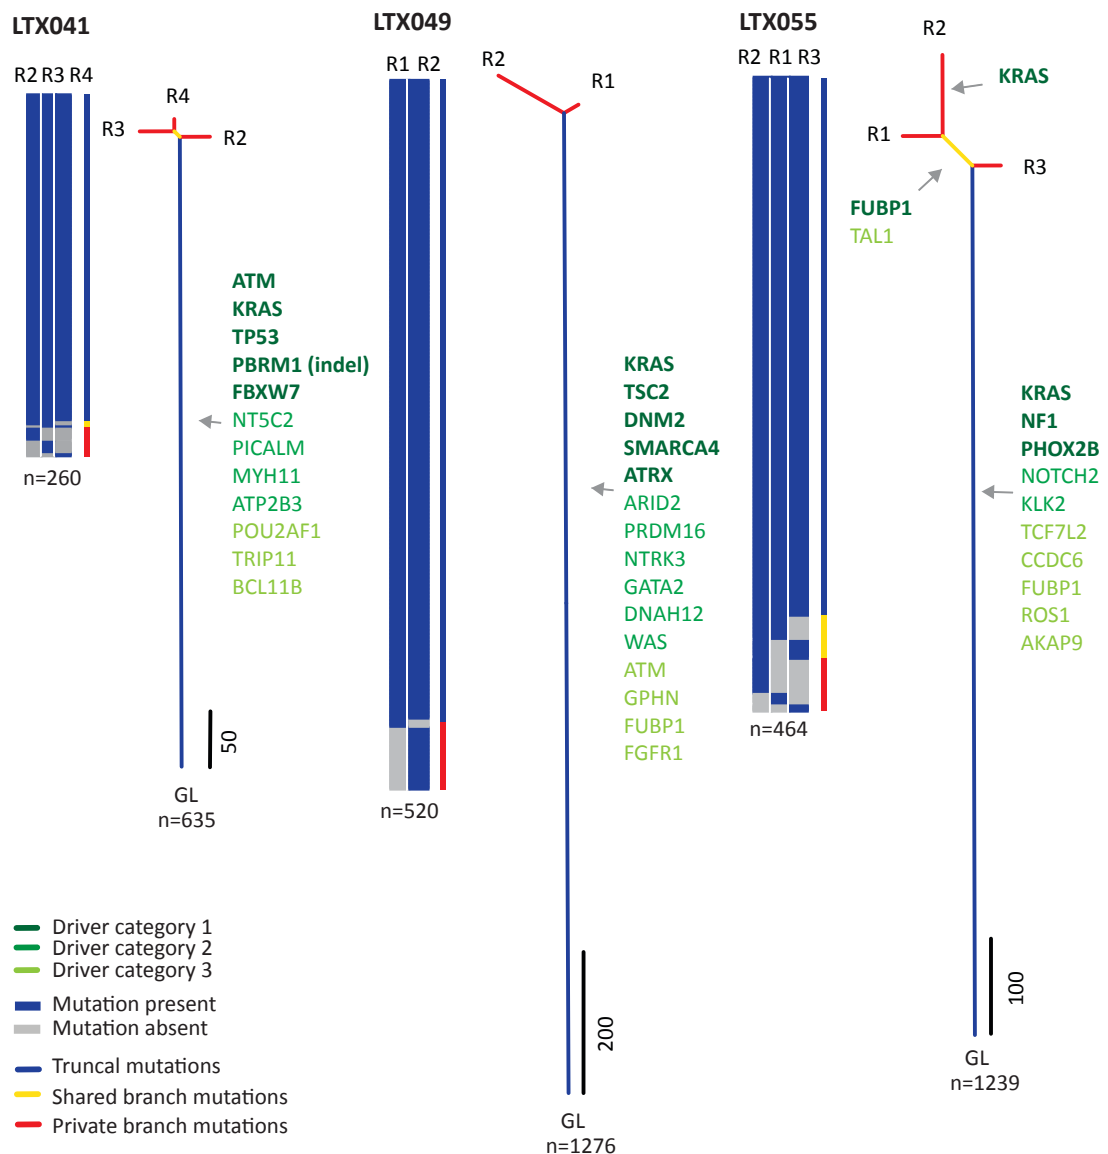 LTX041
R2 R3 R4
n=260
R4
R3
R2
ATM
KRAS
TP53
PBRM1 (indel)
FBXW7
NT5C2
PICALM
MYH11
ATP2B3
POU2AF1
TRIP11
BCL11B
50
GL
n=635
LTX049
R1 R2
n=520
R2
R1
KRAS
TSC2
DNM2
SMARCA4
ATRX
ARID2
PRDM16
NTRK3
GATA2
DNAH12
WAS
ATM
GPHN
FUBP1
FGFR1
200
GL
n=1276
LTX055
R2 R1 R3
n=464
R2
KRAS
R1
R3
FUBP1
TAL1
KRAS
NF1
PHOX2B
NOTCH2
KLK2
TCF7L2
CCDC6
FUBP1
ROS1
AKAP9
100
GL
n=1239
Driver category 1
Driver category 2
Driver category 3
Mutation present
Mutation absent
Truncal mutations
Shared branch mutations
Private branch mutations